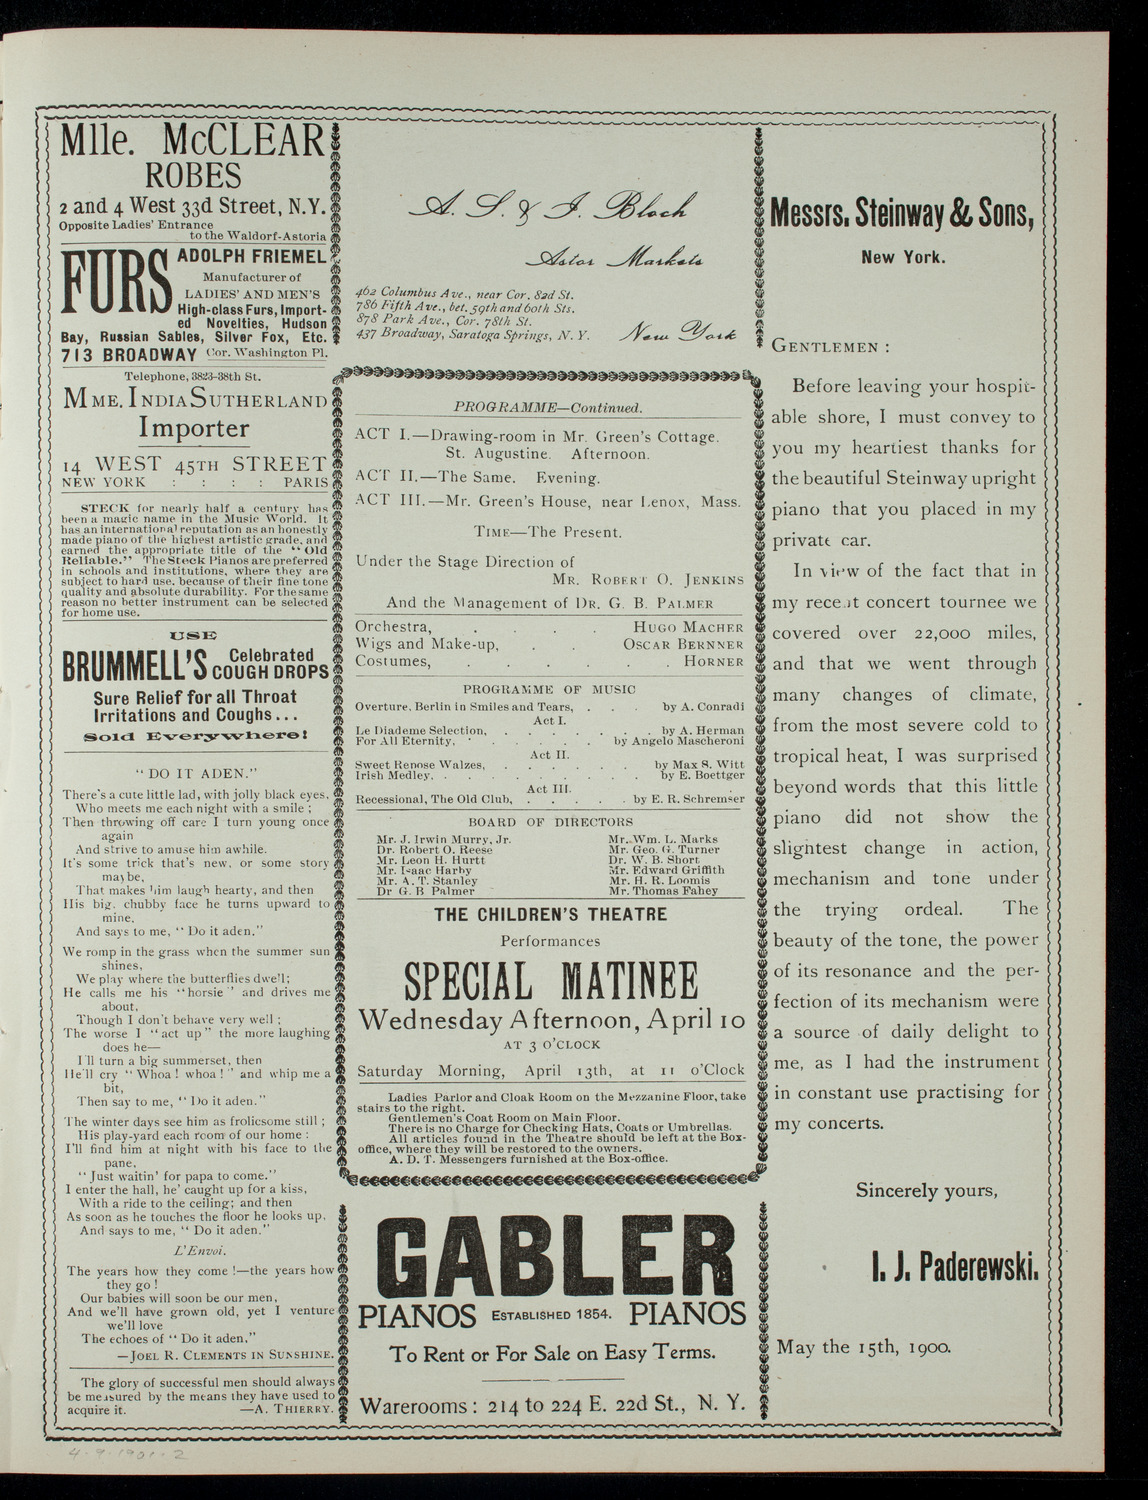 Mlle. McCLEAR
ROBES
2 and 4 West 33d Street, N.Y.
Opposite Ladies' Entrance
to the Waldorf-Astoria
FURS
ADOLPH FRIEMEL
Manufacturer of
LADIES' AND MEN'S
High-class Furs, Import-
ed Novelties, Hudson
Bay, Russian Sables, Silver Fox, Etc.
713 BROADWAY Cor. Washington Pl.
Telephone, 3823-38th St.
MME. INDIA SUTHERLAND
Importer
14 WEST 45TH STREET
NEW YORK : : : : PARIS
STECK for nearly half a century has
been a magic name in the Music World. It
has an international reputation as an honestly
made piano of the highest artistic grade, and
earned the appropriate title of the "Old
Reliable." The Steck Pianos are preferred
in schools and institutions, where they are
subject to hard use, because of their fine tone
quality and absolute durability. For the same
reason no better instrument can be selected
for home use.
USE
BRUMMELL'S Celebrated
COUGH DROPS
Sure Relief for all Throat
Irritations and Coughs...
Sold Everywhere!
"DO IT ADEN."
There's a cute little lad, with jolly black eyes,
Who meets me each night with a smile;
Then throwing off care I turn young once
again
And strive to amuse him awhile.
It's some trick that's new, or some story
maybe,
That makes him laugh hearty, and then
His big, chubby face he turns upward to
mine,
And says to me, "Do it aden."
We romp in the grass when the summer sun
shines,
We play where the butterflies dwell;
He calls me his "horsie" and drives me
about,
Though I don't behave very well;
The worse I "act up" the more laughing
does he—
I'll turn a big summerset, then
He'll cry "Whoa! whoa!" and whip me a
bit,
Then say to me, "Do it aden."
The winter days see him as frolicsome still;
His play-yard each room of our home:
I'll find him at night with his face to the
pane,
"Just waitin' for papa to come."
I enter the hall, he' caught up for a kiss,
With a ride to the ceiling; and then
As soon as he touches the floor he looks up,
And says to me, "Do it aden."
L'Envoi.
The years how they come!—the years how
they go!
Our babies will soon be our men,
And we'll have grown old, yet I venture
we'll love
The echoes of "Do it aden."
—JOEL R. CLEMENTS IN SUNSHINE.
The glory of successful men should always
be measured by the means they have used to
acquire it. —A. THIERRY.
A. S. & J. Bloch
Astor Markets
462 Columbus Ave., near Cor. 82d St.
786 Fifth Ave., bet. 59th and 60th Sts.
878 Park Ave., Cor. 78th St.
437 Broadway, Saratoga Springs, N. Y. New York
PROGRAMME—Continued.
ACT I.—Drawing-room in Mr. Green's Cottage.
St. Augustine. Afternoon.
ACT II.—The Same. Evening.
ACT III.—Mr. Green's House, near Lenox, Mass.
TIME—The Present.
Under the Stage Direction of
MR. ROBERT O. JENKINS
And the Management of DR. G. B. PALMER
Orchestra, . . . . HUGO MACHER
Wigs and Make-up, . . OSCAR BERNNER
Costumes, . . . . . . HORNER
PROGRAMME OF MUSIC
Overture, Berlin in Smiles and Tears, . . . by A. Conradi
Act I.
Le Diademe Selection, . . . . . . . by A. Herman
For All Eternity, . . . . . . by Angelo Mascheroni
Act II.
Sweet Renose Walzes, . . . . . . by Max S. Witt
Irish Medley, . . . . . . . . . . by E. Boettger
Act III.
Recessional, The Old Club, . . . . . by E. R. Schremser
BOARD OF DIRECTORS
Mr. J. Irwin Murry, Jr. Mr. Wm. L. Marks
Dr. Robert O. Reese Mr. Geo. G. Turner
Mr. Leon H. Hurtt Dr. W. B. Short
Mr. Isaac Harby Mr. Edward Griffith
Mr. A. T. Stanley Mr. H. R. Loomis
Dr G. B Palmer Mr. Thomas Fahey
THE CHILDREN'S THEATRE
Performances
SPECIAL MATINEE
Wednesday Afternoon, April 10
AT 3 O'CLOCK
Saturday Morning, April 13th, at 11 o'Clock
Ladies Parlor and Cloak Room on the Mezzanine Floor, take
stairs to the right.
Gentlemen's Coat Room on Main Floor.
There is no Charge for Checking Hats, Coats or Umbrellas.
All articles found in the Theatre should be left at the Box-
office, where they will be restored to the owners.
A. D. T. Messengers furnished at the Box-office.
GABLER
PIANOS ESTABLISHED 1854. PIANOS
To Rent or For Sale on Easy Terms.
Warerooms: 214 to 224 E. 22d St., N. Y.
Messrs. Steinway & Sons,
New York.
GENTLEMEN:
Before leaving your hospit-
able shore, I must convey to
you my heartiest thanks for
the beautiful Steinway upright
piano that you placed in my
private car.
In view of the fact that in
my recent concert tournee we
covered over 22,000 miles,
and that we went through
many changes of climate,
from the most severe cold to
tropical heat, I was surprised
beyond words that this little
piano did not show the
slightest change in action,
mechanism and tone under
the trying ordeal. The
beauty of the tone, the power
of its resonance and the per-
fection of its mechanism were
a source of daily delight to
me, as I had the instrument
in constant use practising for
my concerts.
Sincerely yours,
I. J. Paderewski.
May the 15th, 1900.
4-9-1901-2